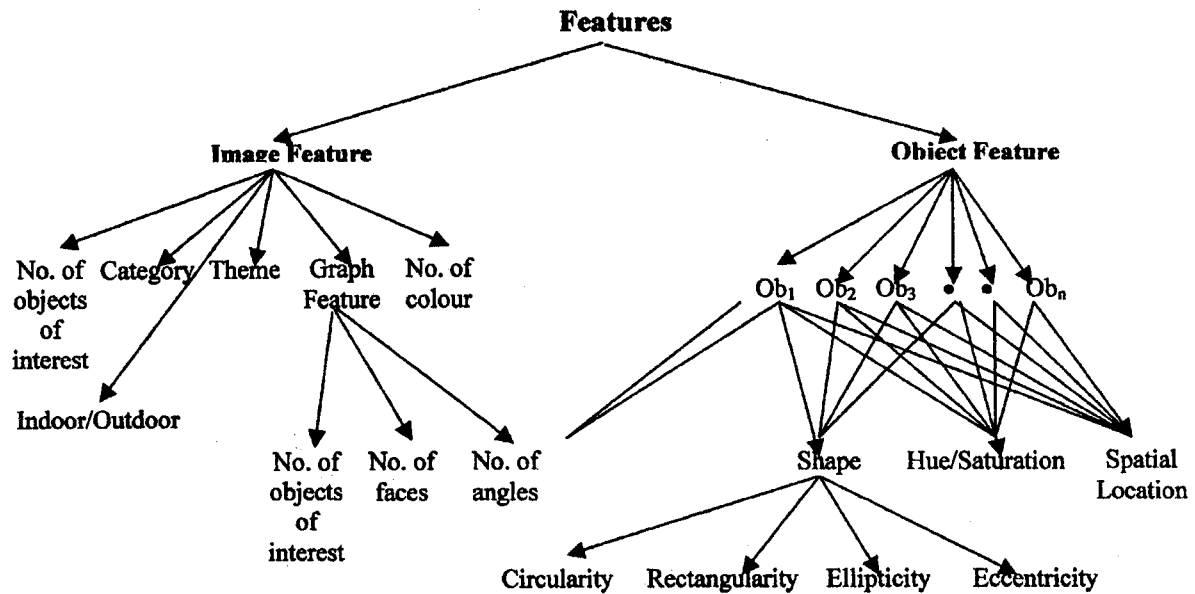 Features
Image Feature
Object Feature
No. of
objects
of
interest
Category
Theme
Graph
Feature
No. of
colour
Indoor/Outdoor
Ob₁ Ob₂ Ob₃ • • Obₙ
No. of
objects
of
interest
No. of
faces
No. of
angles
Shape
Hue/Saturation
Spatial
Location
Circularity
Rectangularity
Ellipticity
Eccentricity